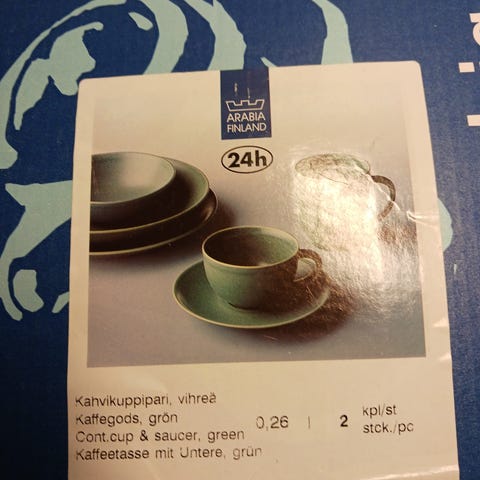 ARABIA
FINLAND
24h
Kahvikuppipari, vihreä
Kaffegods, grön
Cont.cup & saucer, green
Kaffeetasse mit Untere, grün
0,26 l
2
kpl/st
stck./pc